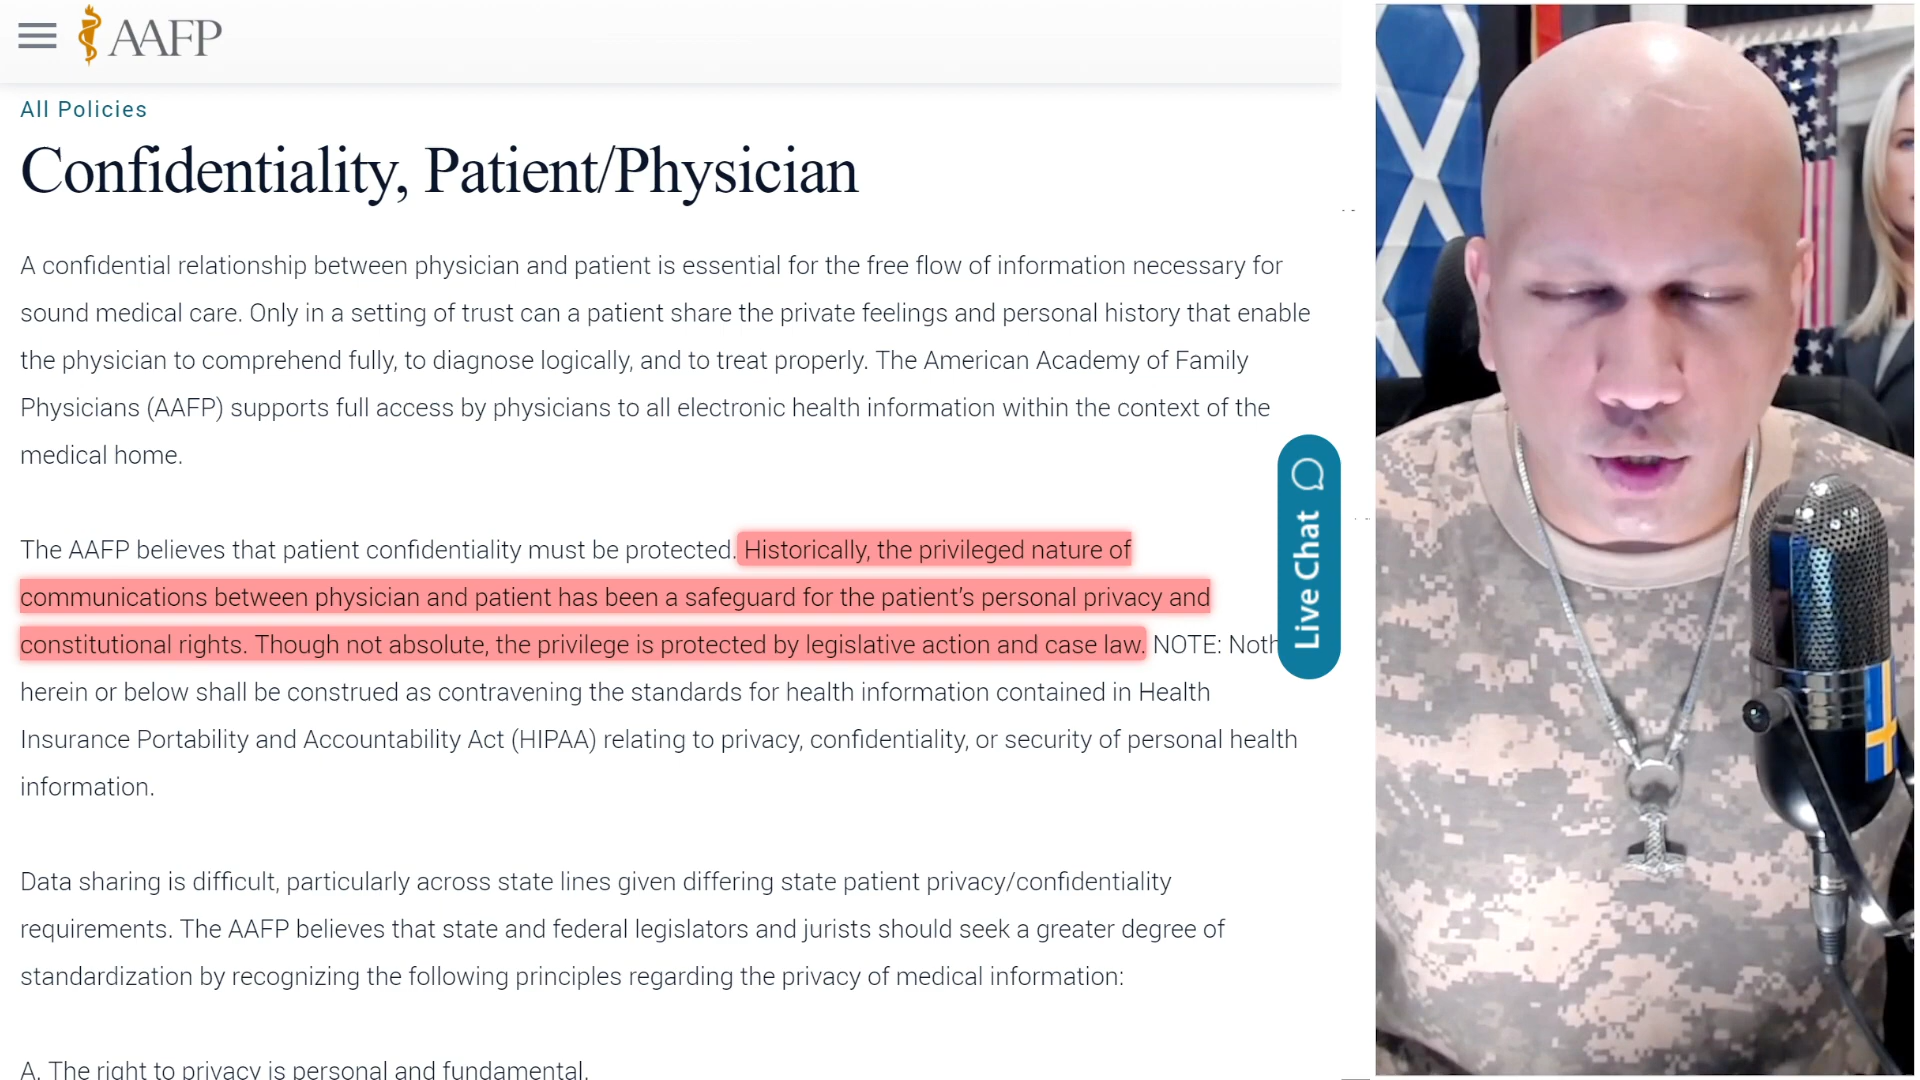 AAFP
All Policies
Confidentiality, Patient/Physician
A confidential relationship between physician and patient is essential for the free flow of information necessary for
sound medical care. Only in a setting of trust can a patient share the private feelings and personal history that enable
the physician to comprehend fully, to diagnose logically, and to treat properly. The American Academy of Family
Physicians (AAFP) supports full access by physicians to all electronic health information within the context of the
medical home.
The AAFP believes that patient confidentiality must be protected. Historically, the privileged nature of
communications between physician and patient has been a safeguard for the patient’s personal privacy and
constitutional rights. Though not absolute, the privilege is protected by legislative action and case law. NOTE: Noth
herein or below shall be construed as contravening the standards for health information contained in Health
Insurance Portability and Accountability Act (HIPAA) relating to privacy, confidentiality, or security of personal health
information.
Data sharing is difficult, particularly across state lines given differing state patient privacy/confidentiality
requirements. The AAFP believes that state and federal legislators and jurists should seek a greater degree of
standardization by recognizing the following principles regarding the privacy of medical information:
A. The right to privacy is personal and fundamental.
Live Chat